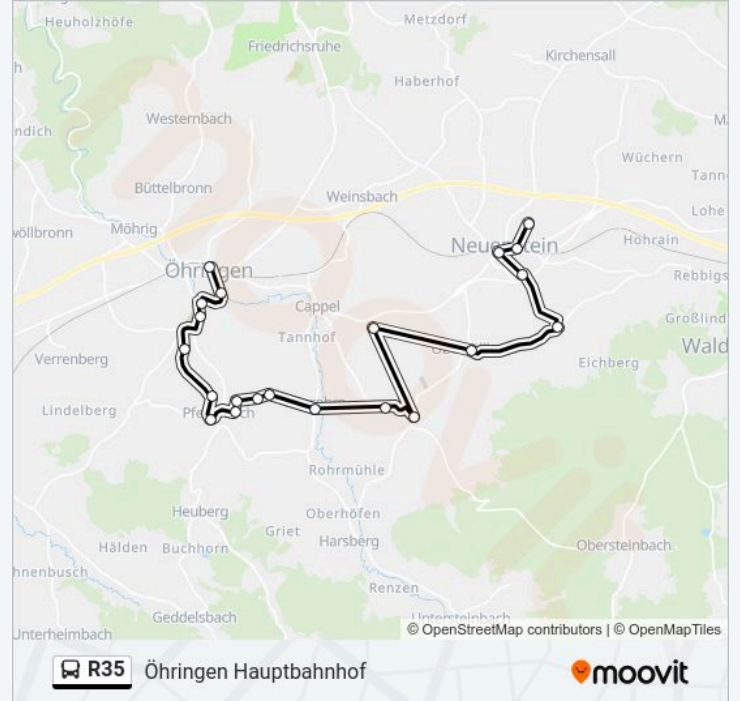 Heuholzhöfe
Metzdorf
Friedrichsruhe
Kirchensall
Haberhof
Westernbach
Wüchern
Büttelbronn
Weinsbach
Möhrig
Neuenstein
Hohrain
Öhringen
Rebbigs
Cappel
Großlind
Tannhof
Wald
Verrenberg
Eichberg
Lindelberg
Rohrmühle
Heuberg
Oberhöfen
Griet
Harsberg
Hälden
Buchhorn
Obersteinbach
hnenbusch
Renzen
Geddelsbach
Untersteinbach
Unterheimbach
© OpenStreetMap contributors | © OpenMapTiles
R35 Öhringen Hauptbahnhof
moovit